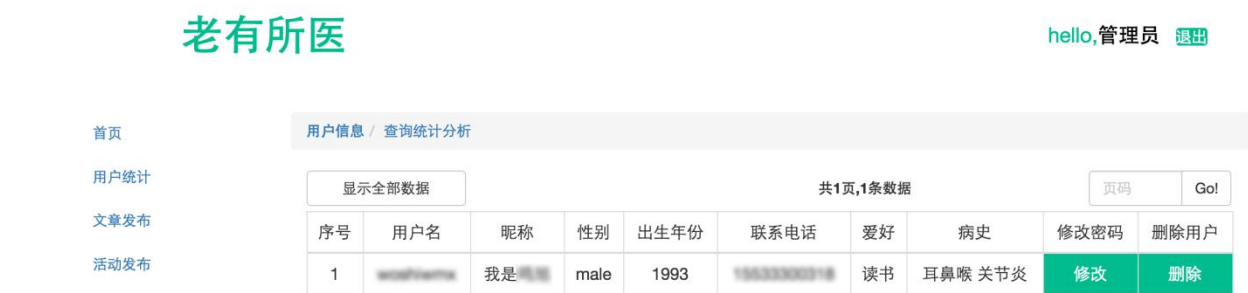 老有所医
hello,管理员 退出
首页
用户信息 / 查询统计分析
用户统计
显示全部数据 共1页,1条数据 页码 Go!
文章发布
序号 用户名 昵称 性别 出生年份 联系电话 爱好 病史 修改密码 删除用户
活动发布
1 我是 male 1993 读书 耳鼻喉 关节炎 修改 删除